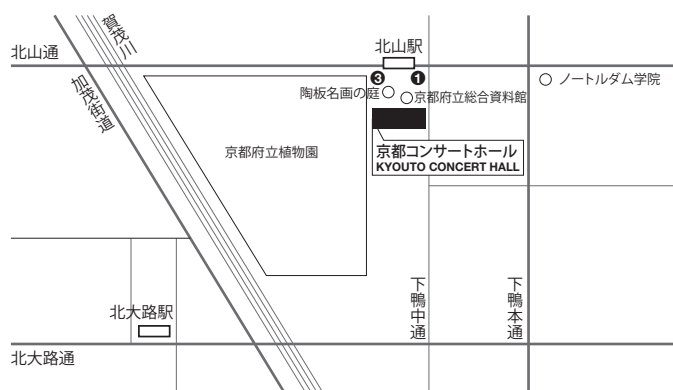 北山通
賀茂川
加茂街道
北山駅
3
1
陶板名画の庭
京都府立総合資料館
ノートルダム学院
京都府立植物園
京都コンサートホール
KYOUTO CONCERT HALL
下鴨中通
下鴨本通
北大路駅
北大路通